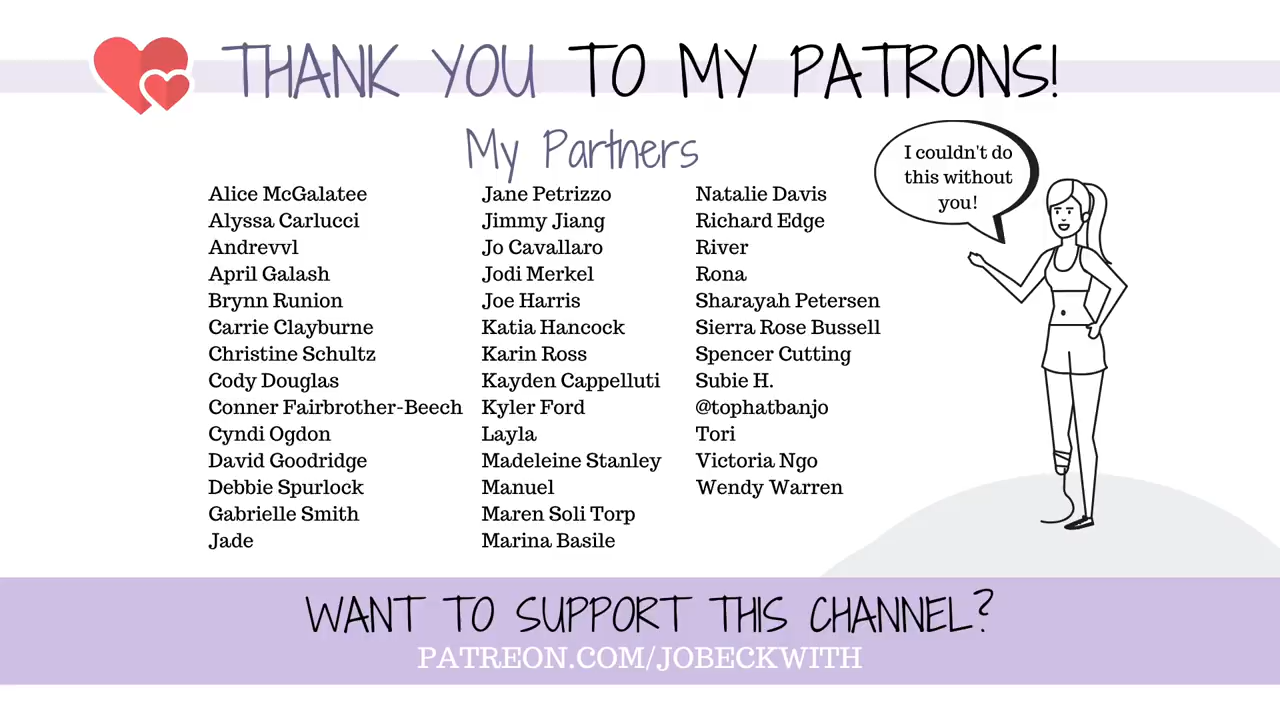 THANK YOU TO MY PATRONS!
My Partners
Alice McGalatee
Alyssa Carlucci
Andrevvl
April Galash
Brynn Runion
Carrie Clayburne
Christine Schultz
Cody Douglas
Conner Fairbrother-Beech
Cyndi Ogdon
David Goodridge
Debbie Spurlock
Gabrielle Smith
Jade
Jane Petrizzo
Jimmy Jiang
Jo Cavallaro
Jodi Merkel
Joe Harris
Katia Hancock
Karin Ross
Kayden Cappelluti
Kyler Ford
Layla
Madeleine Stanley
Manuel
Maren Soli Torp
Marina Basile
Natalie Davis
Richard Edge
River
Rona
Sharayah Petersen
Sierra Rose Bussell
Spencer Cutting
Subie H.
@tophatbanjo
Tori
Victoria Ngo
Wendy Warren
I couldn't do
this without
you!
WANT TO SUPPORT THIS CHANNEL?
PATREON.COM/JOBECKWITH